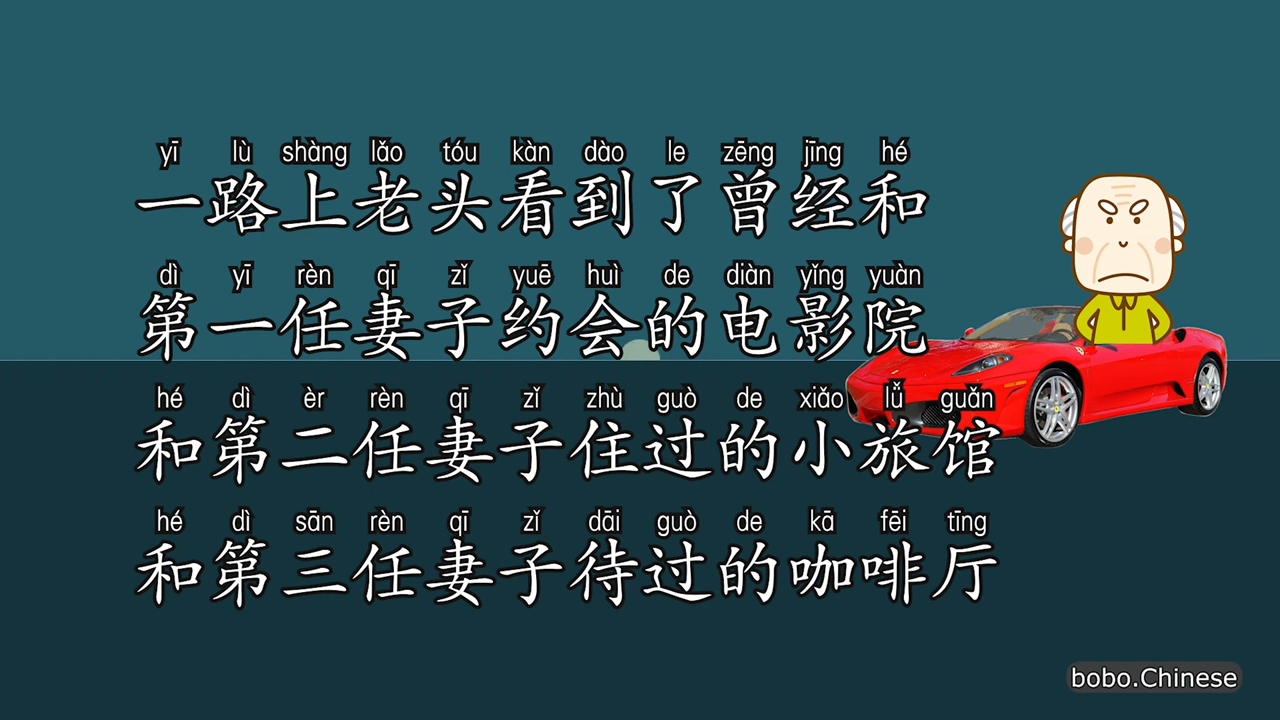 yī lù shàng lǎo tóu kàn dào le zēng jīng hé
一路上老头看到了曾经和
dì yī rèn qī zǐ yuē huì de diàn yǐng yuàn
第一任妻子约会的电影院
hé dì èr rèn qī zǐ zhù guò de xiǎo lǚ guǎn
和第二任妻子住过的小旅馆
hé dì sān rèn qī zǐ dāi guò de kā fēi tīng
和第三任妻子待过的咖啡厅
bobo.Chinese